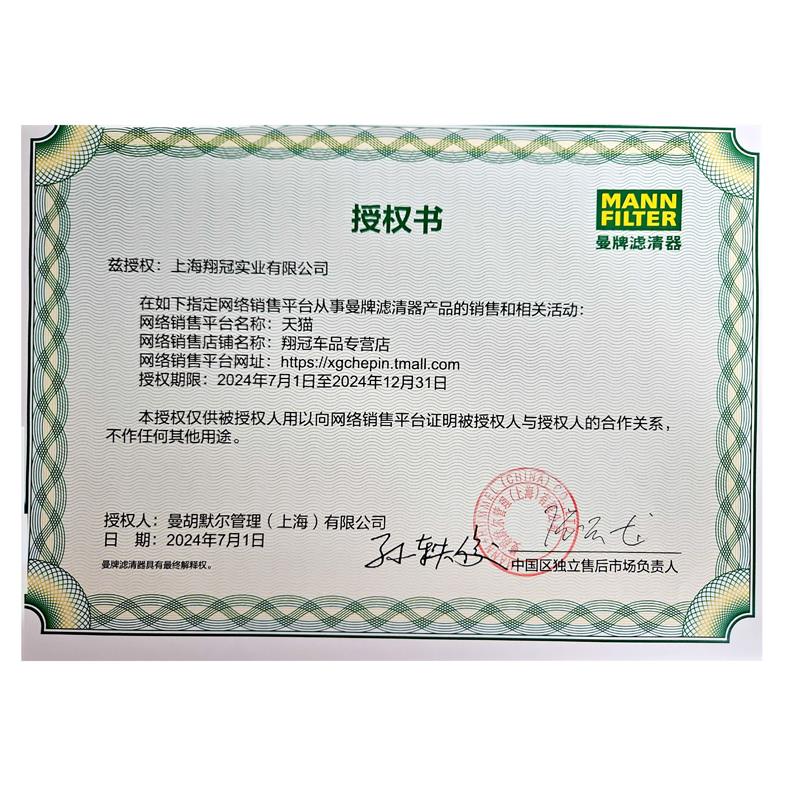 授权书
MANN
FILTER
曼牌滤清器
兹授权：上海翔冠实业有限公司
在如下指定网络销售平台从事曼牌滤清器产品的销售和相关活动：
网络销售平台名称：天猫
网络销售店铺名称：翔冠车品专营店
网络销售平台网址：https://xgchepin.tmall.com
授权期限：2024年7月1日至2024年12月31日
本授权仅供被授权人用以向网络销售平台证明被授权人与授权人的合作关系，
不作任何其他用途。
授权人：曼胡默尔管理（上海）有限公司
日 期：2024年7月1日
曼牌滤清器具有最终解释权。
中国区独立售后市场负责人